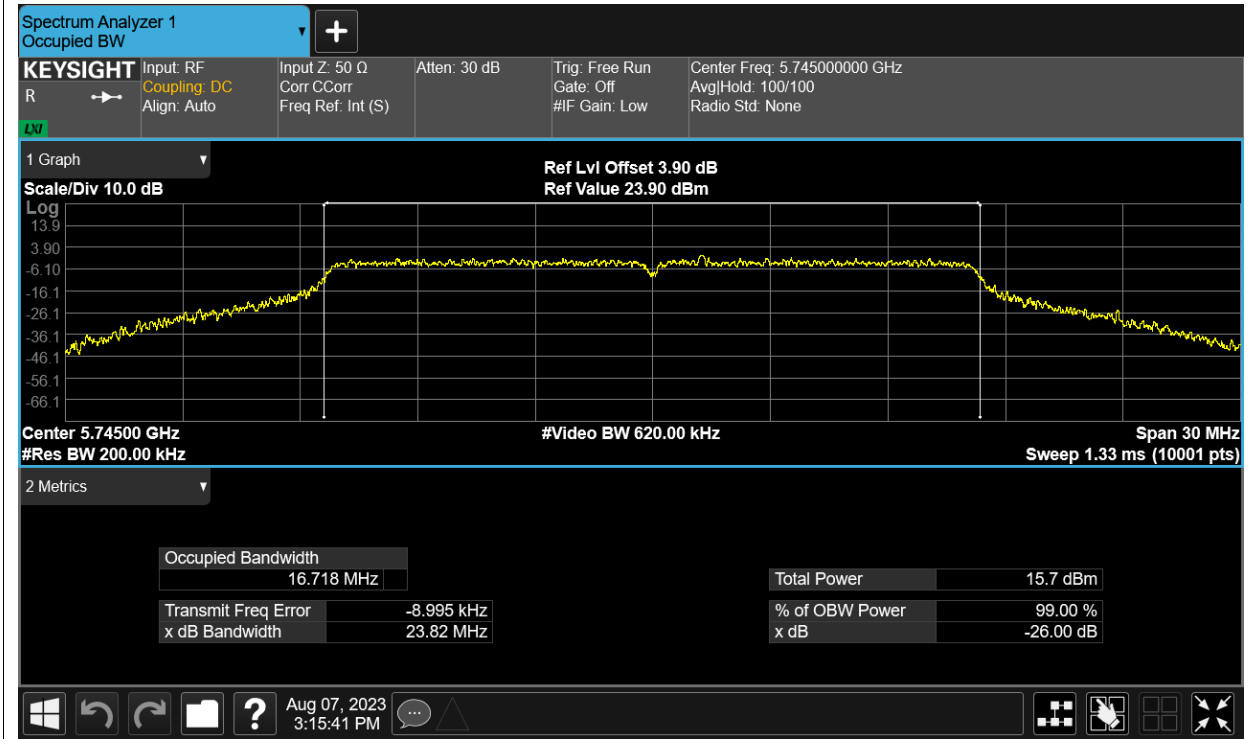 Spectrum Analyzer 1
Occupied BW
KEYSIGHT
R
LXI
Input: RF
Coupling: DC
Align: Auto
Input Z: 50 Ω
Corr CCorr
Freq Ref: Int (S)
Atten: 30 dB
Trig: Free Run
Gate: Off
#IF Gain: Low
Center Freq: 5.745000000 GHz
Avg|Hold: 100/100
Radio Std: None
1 Graph
Scale/Div 10.0 dB
Ref Lvl Offset 3.90 dB
Ref Value 23.90 dBm
Log
13.9
3.90
-6.10
-16.1
-26.1
-36.1
-46.1
-56.1
-66.1
Center 5.74500 GHz
#Res BW 200.00 kHz
#Video BW 620.00 kHz
Span 30 MHz
Sweep 1.33 ms (10001 pts)
2 Metrics
Occupied Bandwidth
16.718 MHz
Transmit Freq Error -8.995 kHz
x dB Bandwidth 23.82 MHz
Total Power 15.7 dBm
% of OBW Power 99.00 %
x dB -26.00 dB
?
Aug 07, 2023
3:15:41 PM